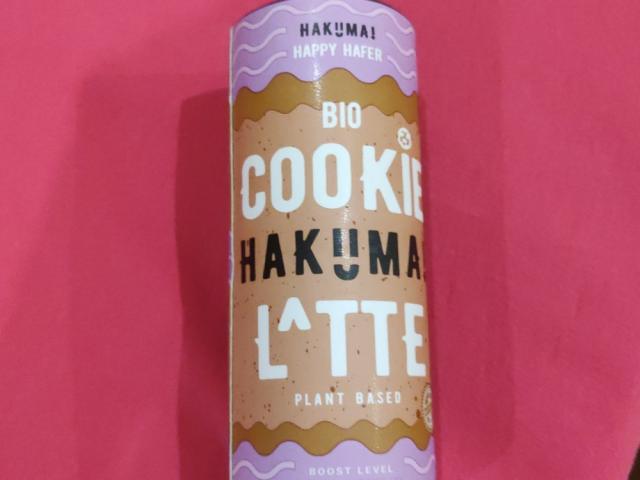 HAKUMA!
HAPPY HAFER
BIO
COOKIE
HAKUMA!
L^TTE
PLANT BASED
BOOST LEVEL